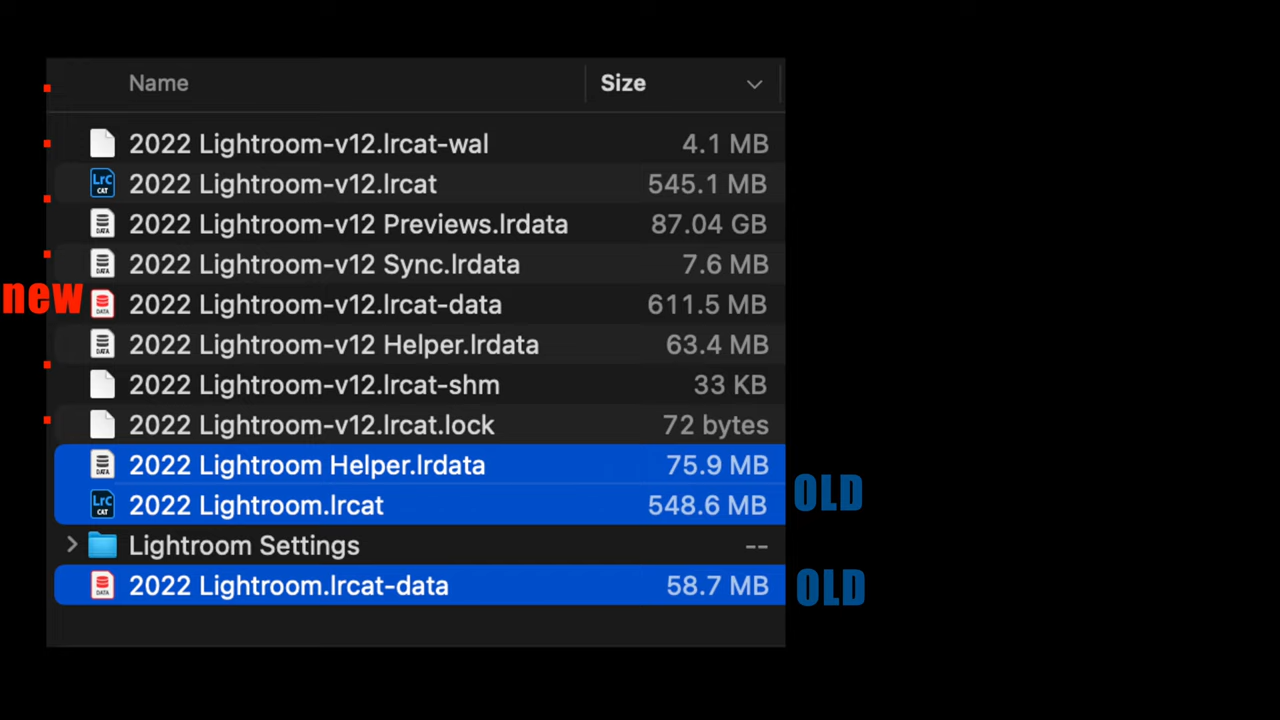 Name Size
2022 Lightroom-v12.lrcat-wal 4.1 MB
Lrc CAT 2022 Lightroom-v12.lrcat 545.1 MB
DATA 2022 Lightroom-v12 Previews.lrdata 87.04 GB
DATA 2022 Lightroom-v12 Sync.lrdata 7.6 MB
new DATA 2022 Lightroom-v12.lrcat-data 611.5 MB
DATA 2022 Lightroom-v12 Helper.lrdata 63.4 MB
2022 Lightroom-v12.lrcat-shm 33 KB
2022 Lightroom-v12.lrcat.lock 72 bytes
DATA 2022 Lightroom Helper.lrdata 75.9 MB
Lrc CAT 2022 Lightroom.lrcat 548.6 MB OLD
Lightroom Settings --
DATA 2022 Lightroom.lrcat-data 58.7 MB OLD